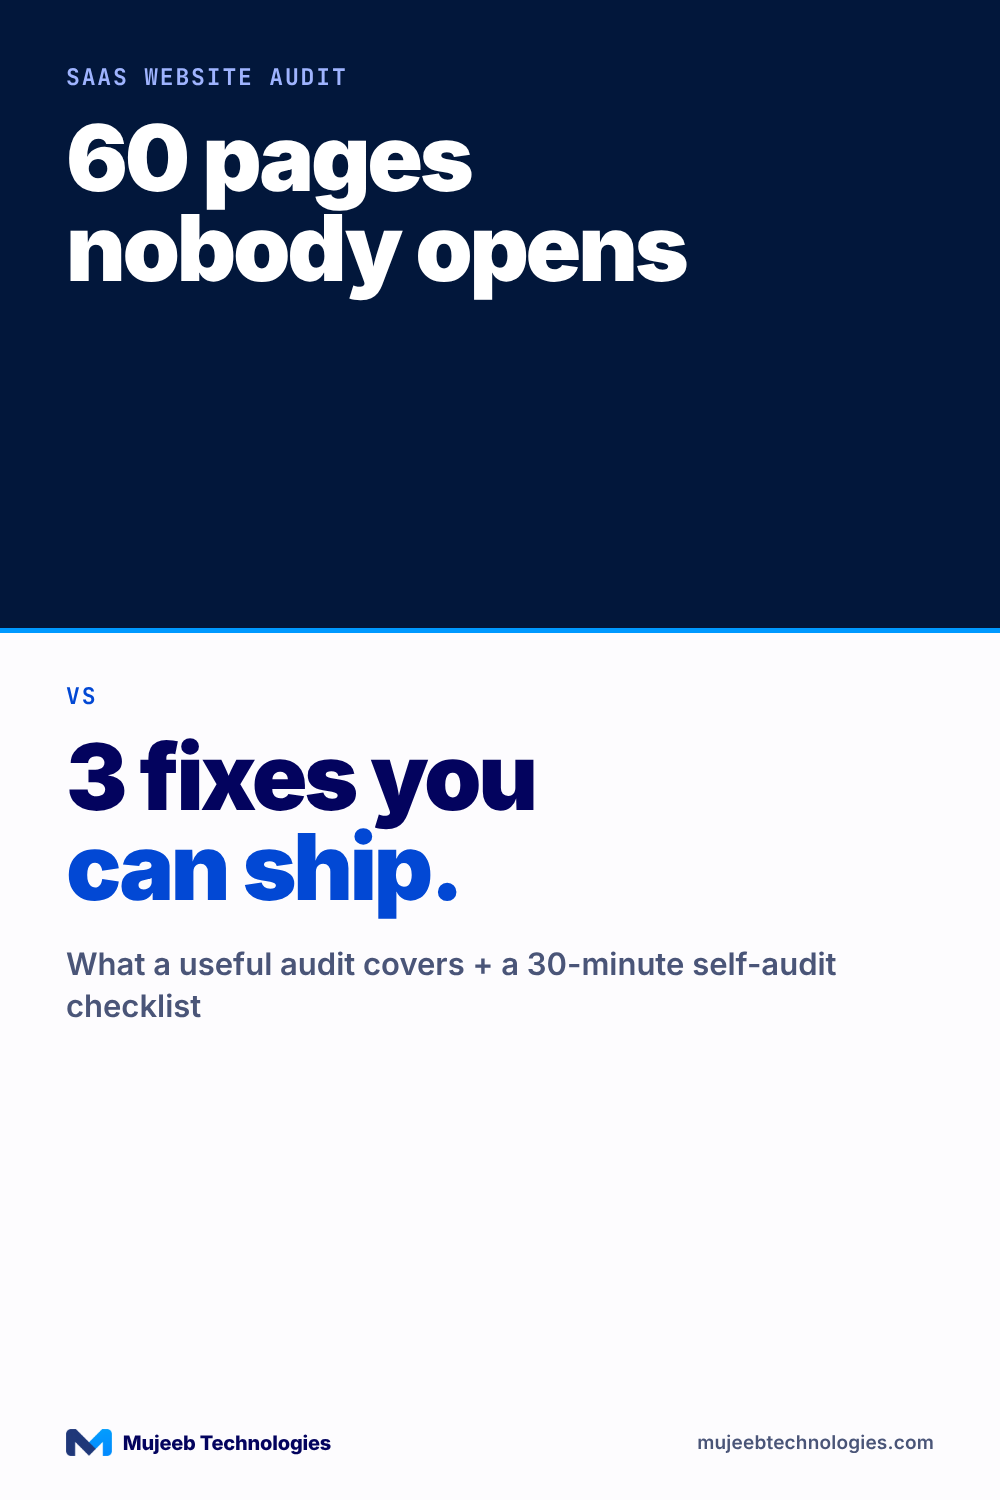 SAAS WEBSITE AUDIT
60 pages
nobody opens
VS
3 fixes you
can ship.
What a useful audit covers + a 30-minute self-audit
checklist
Mujeeb Technologies
mujeebtechnologies.com